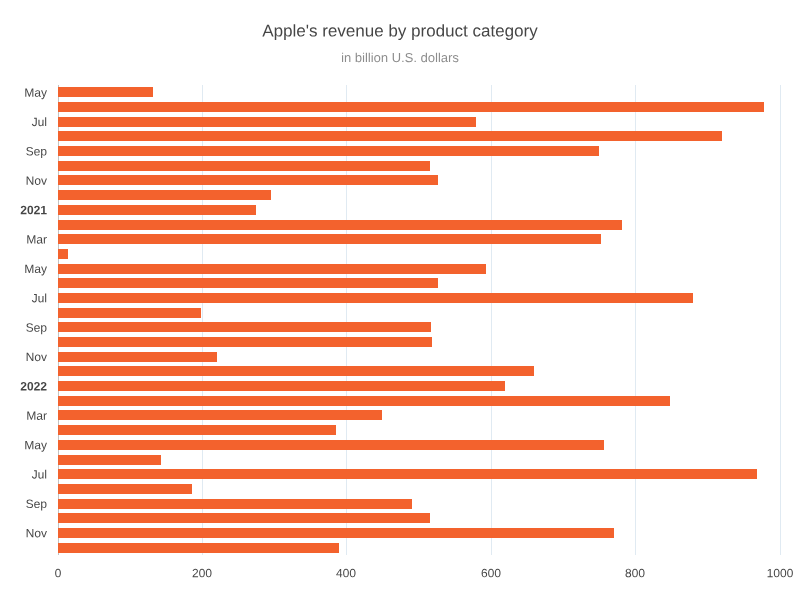 Apple's revenue by product category
in billion U.S. dollars
May
Jul
Sep
Nov
2021
Mar
May
Jul
Sep
Nov
2022
Mar
May
Jul
Sep
Nov
0 200 400 600 800 1000